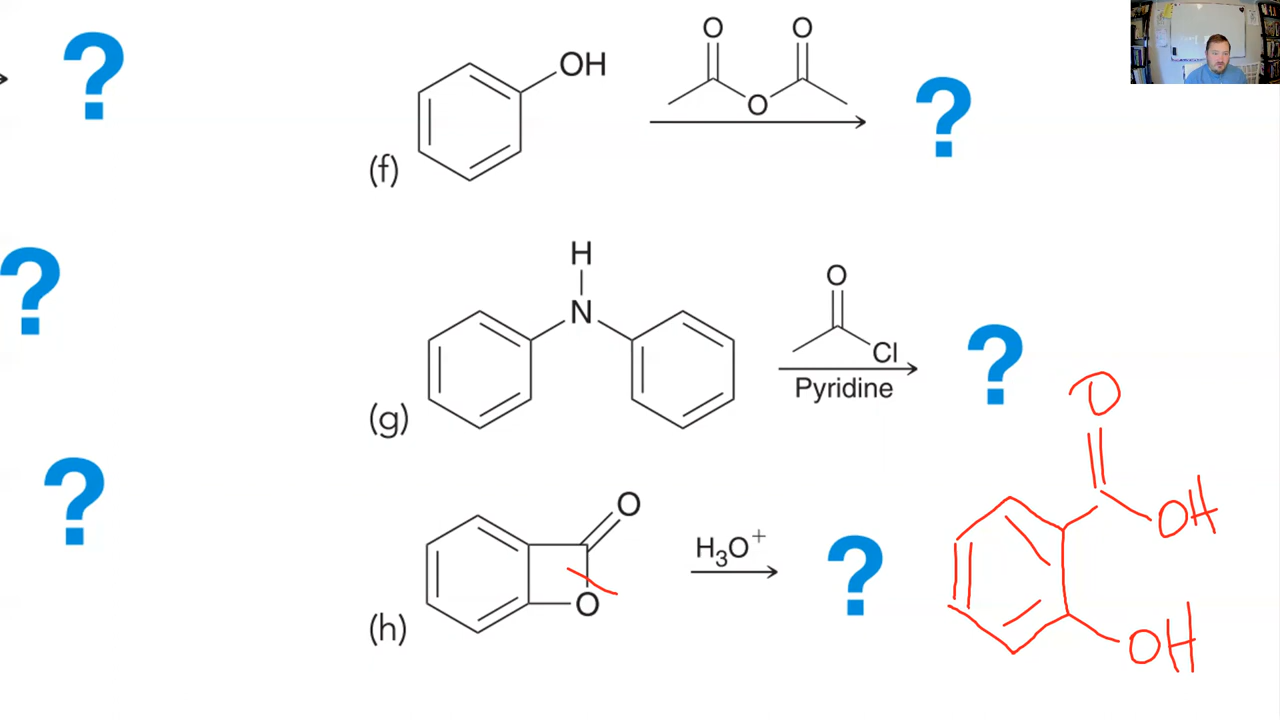 ?
OH
O O
O
?
(f)
?
H
N
O
Cl
Pyridine
?
(g)
O
OH
OH
?
O
O
H₃O⁺
?
(h)